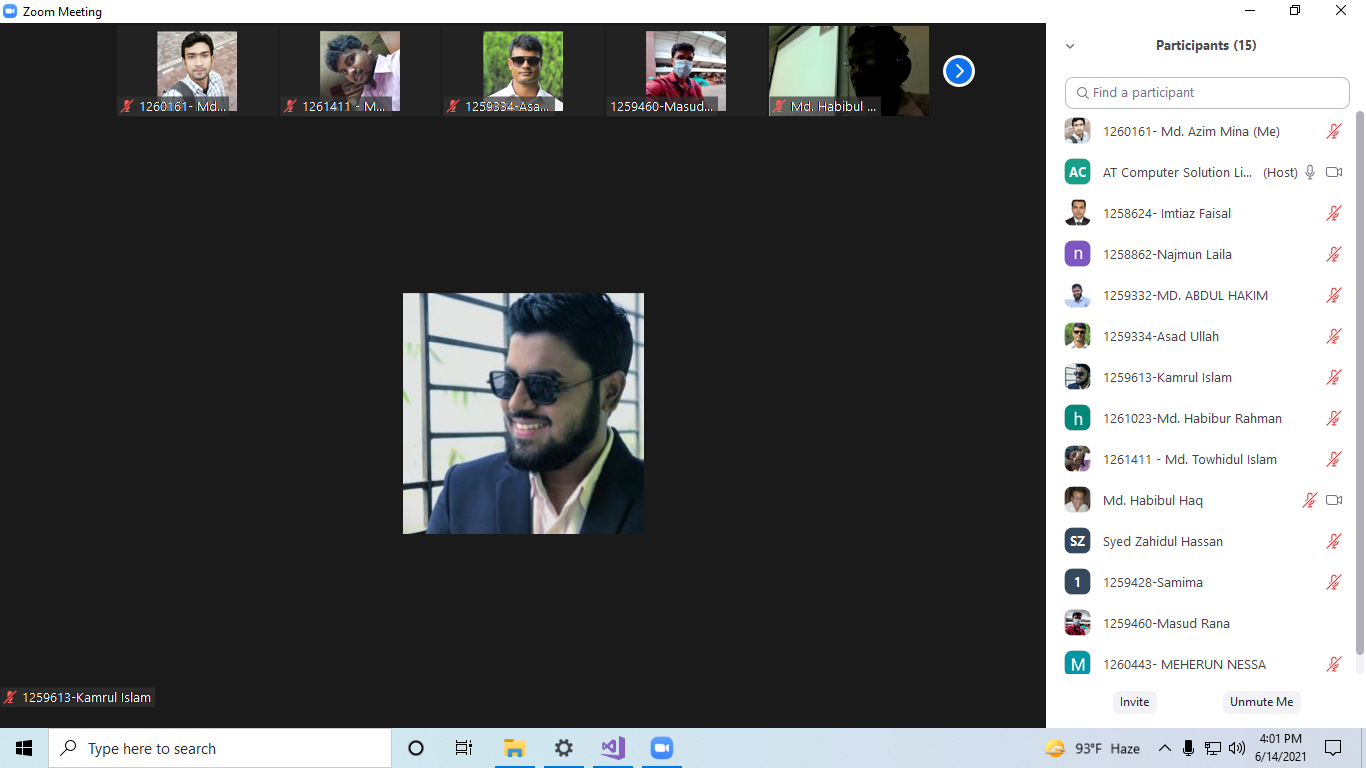 Zoom Meeting
1260161- Md...
1261411 - M...
1259334-Asa...
1259460-Masud...
Md. Habibul ...
1259613-Kamrul Islam
Participants (15)
Find a participant
1260161- Md. Azim Mina (Me)
AC AT Computer Solution Li... (Host)
1258624- Imtiaz Faisal
n 1258862-Najmun Laila
1259332-MD. ABDUL HAKIM
1259334-Asad Ullah
1259613-Kamrul Islam
h 1261023-Md. Habibur Rahman
1261411 - Md. Towhidul Islam
Md. Habibul Haq
SZ Syed Zahidul Hassan
1 1259428-Samima
1259460-Masud Rana
M 1260443- MEHERUN NESSA
Invite Unmute Me
Type here to search
93°F Haze
4:01 PM
6/14/2021